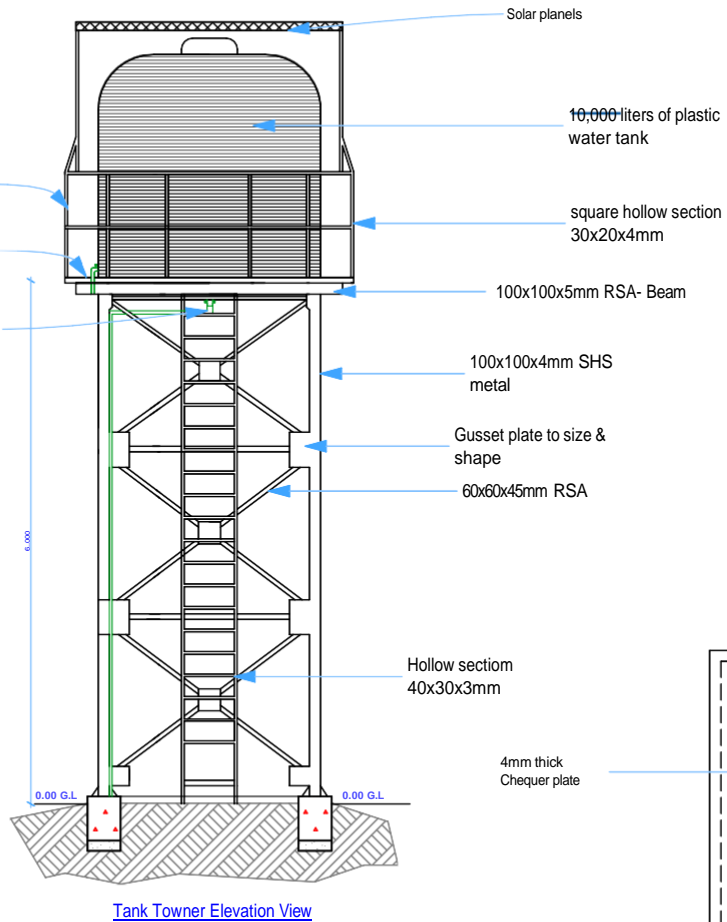 Solar planels
10,000 liters of plastic
water tank
square hollow section
30x20x4mm
100x100x5mm RSA- Beam
100x100x4mm SHS
metal
Gusset plate to size &
shape
60x60x45mm RSA
6.000
Hollow sectiom
40x30x3mm
4mm thick
Chequer plate
0.00 G.L
0.00 G.L
Tank Towner Elevation View